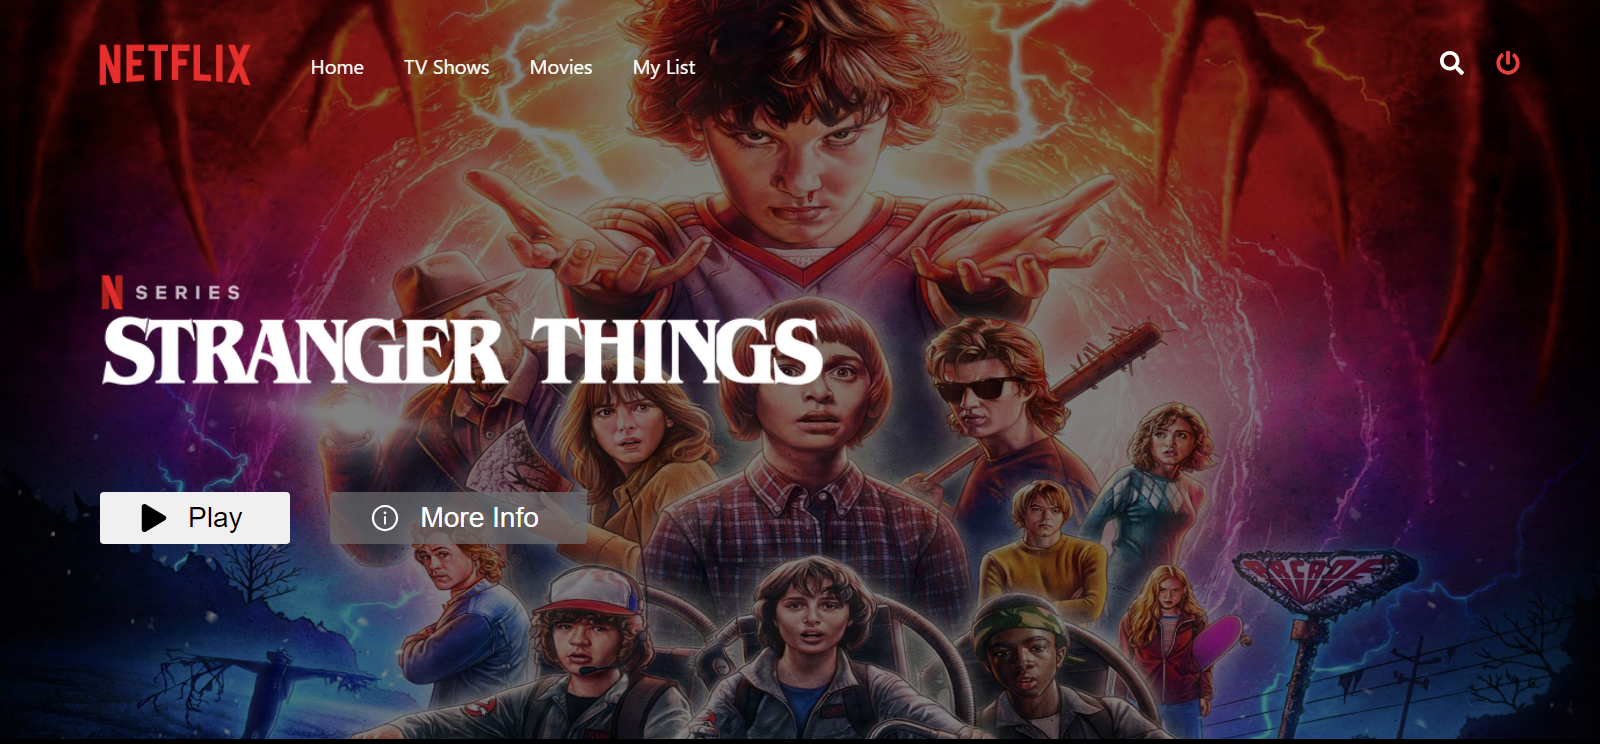 NETFLIX Home TV Shows Movies My List
N SERIES
STRANGER THINGS
Play More Info
ARCADE